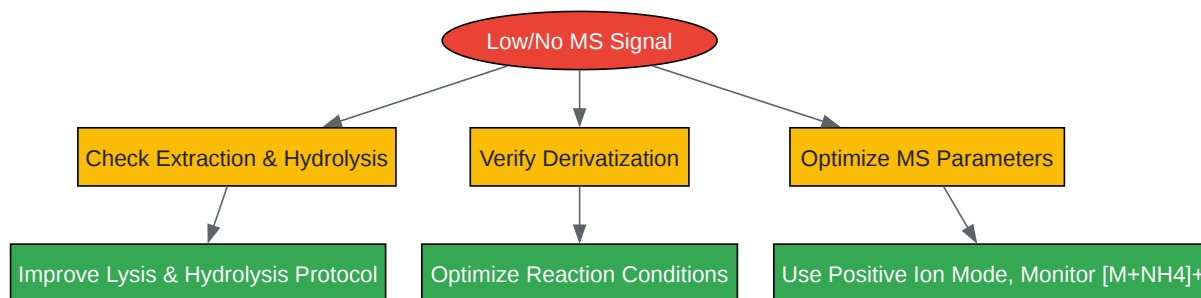 Low/No MS Signal
Check Extraction & Hydrolysis
Verify Derivatization
Optimize MS Parameters
Improve Lysis & Hydrolysis Protocol
Optimize Reaction Conditions
Use Positive Ion Mode, Monitor [M+NH4]+